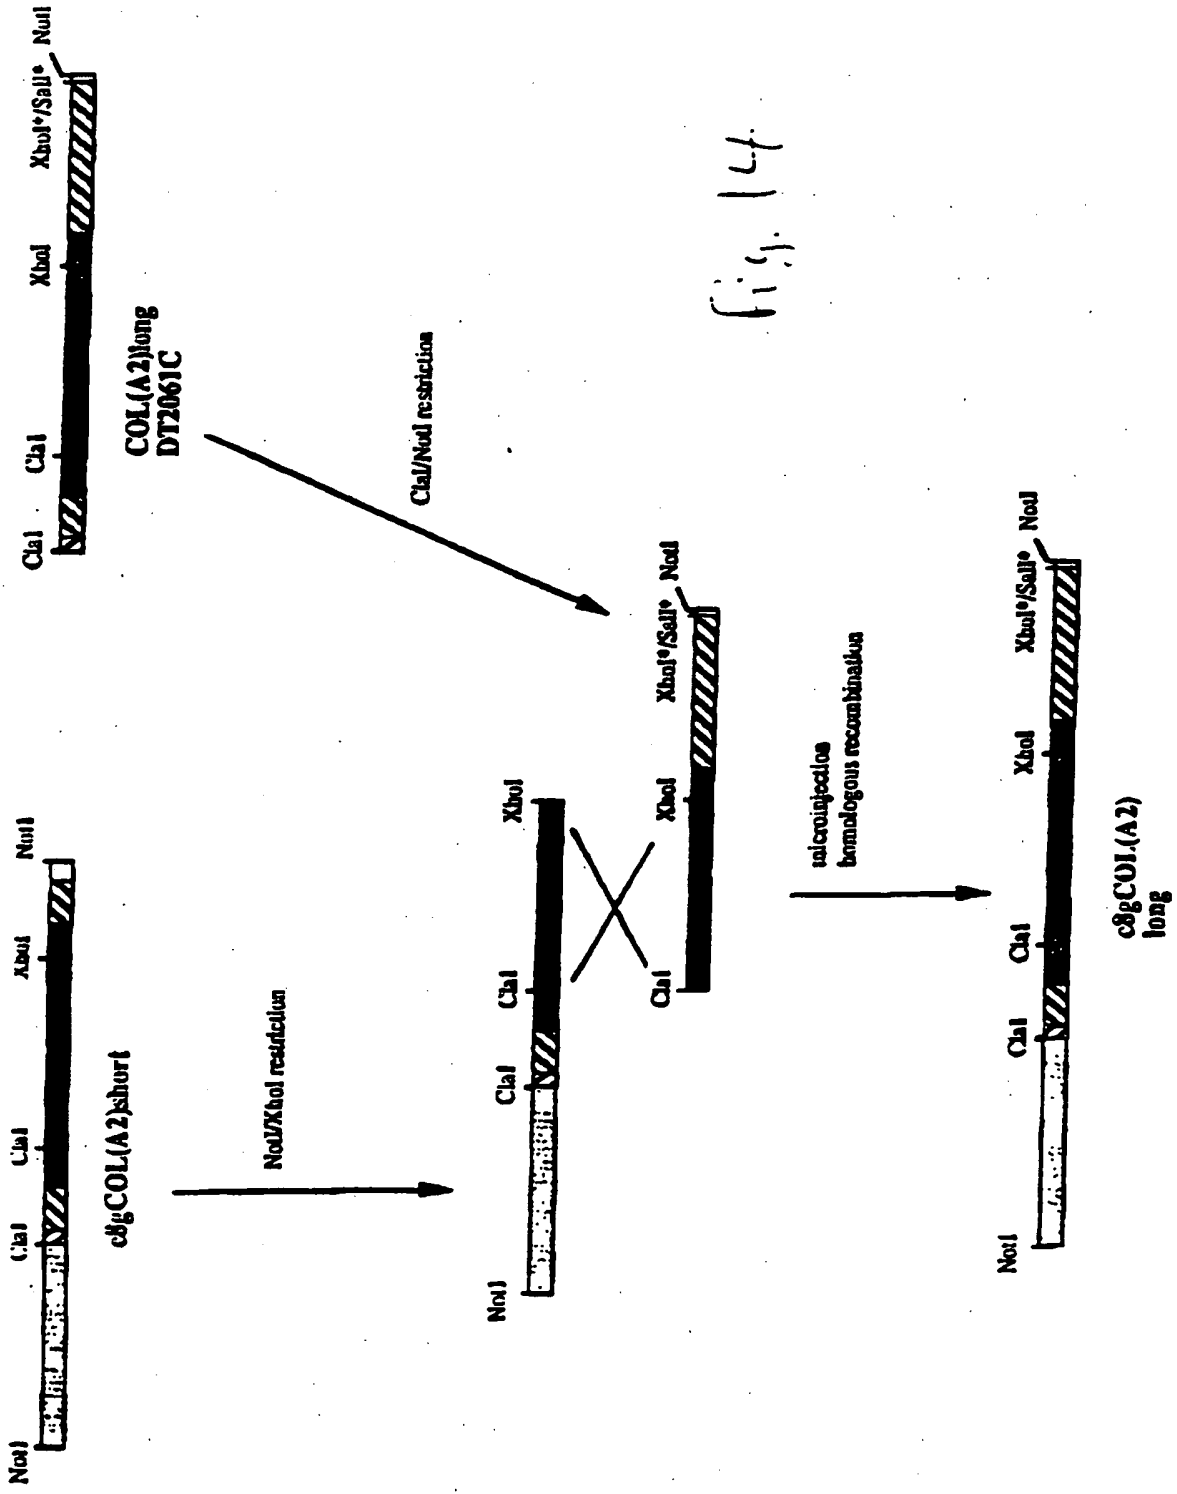 NotI ClaI ClaI XhoI NotI
c8gCOL(A2)short
ClaI ClaI XhoI XhoI*/SalI* NotI
COL(A2)long
DT2061C
NotI/XhoI restriction
ClaI/NotI restriction
NotI ClaI ClaI XhoI
ClaI XhoI XhoI*/SalI* NotI
microinjection
homologous recombination
NotI ClaI ClaI XhoI XhoI*/SalI* NotI
c8gCOL(A2)
long
Fig. 14.